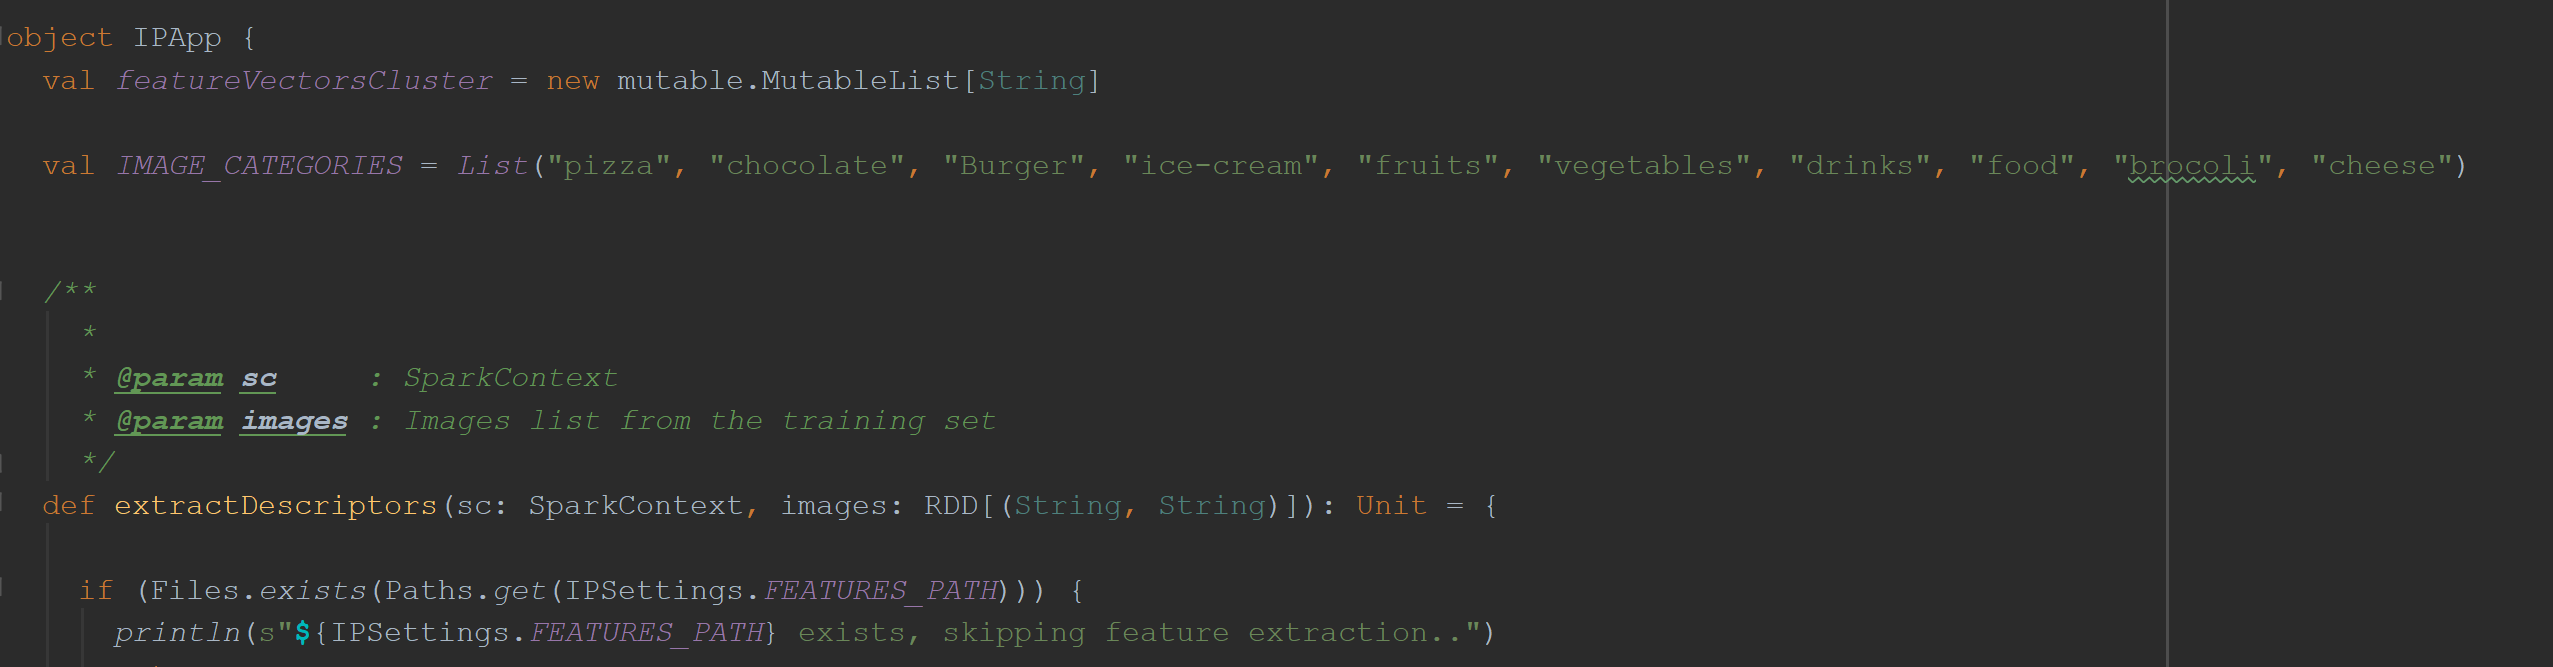 object IPApp {
val featureVectorsCluster = new mutable.MutableList[String]
val IMAGE_CATEGORIES = List("pizza", "chocolate", "Burger", "ice-cream", "fruits", "vegetables", "drinks", "food", "brocoli", "cheese")
/**
*
* @param sc     : SparkContext
* @param images : Images list from the training set
*/
def extractDescriptors(sc: SparkContext, images: RDD[(String, String)]): Unit = {
if (Files.exists(Paths.get(IPSettings.FEATURES_PATH))) {
println(s"${IPSettings.FEATURES_PATH} exists, skipping feature extraction..")